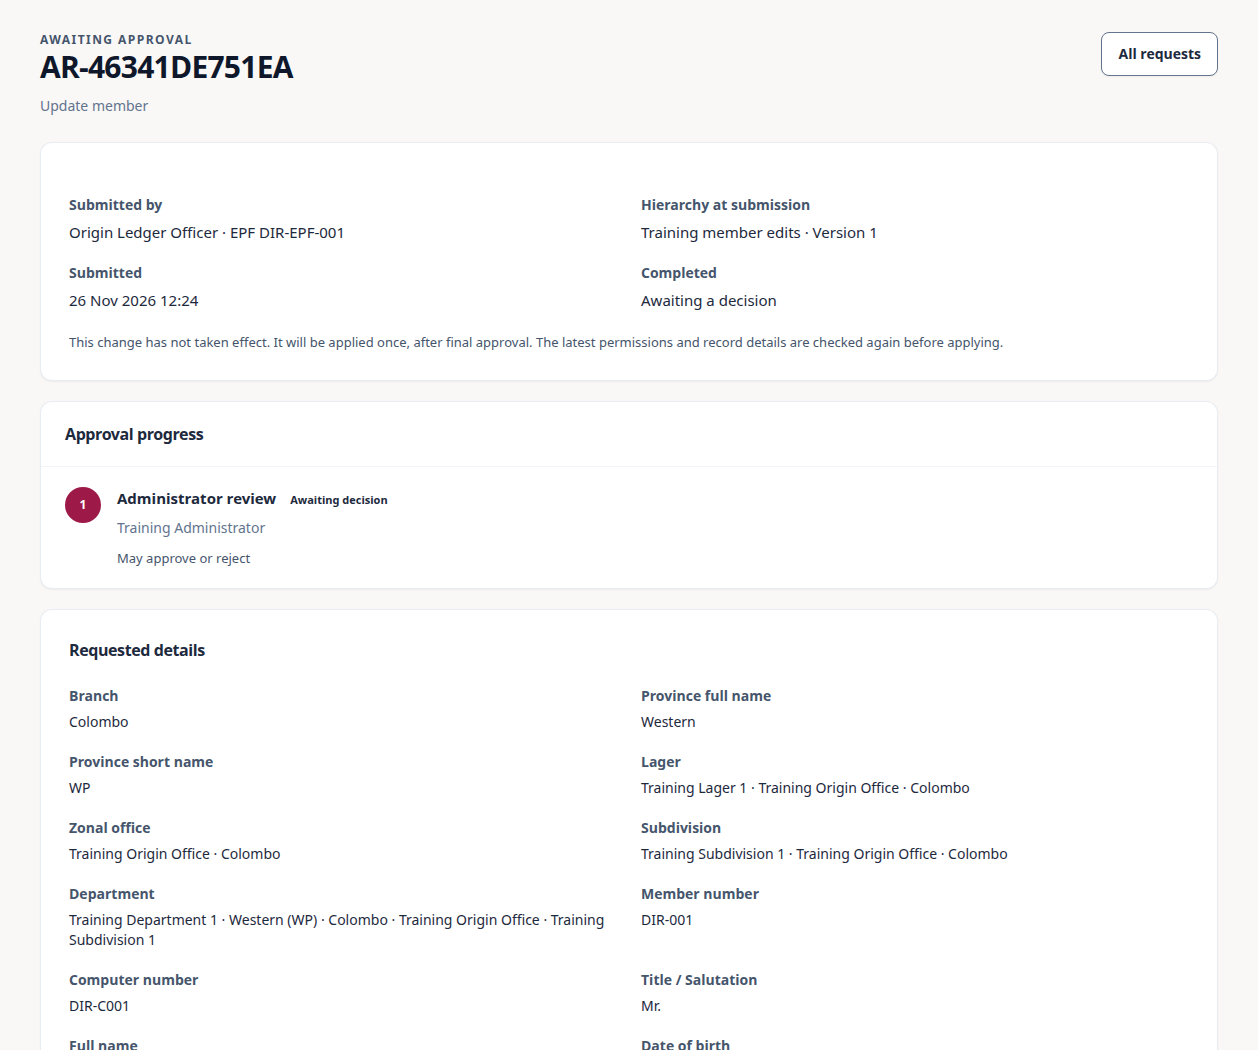 AWAITING APPROVAL
AR-46341DE751EA
All requests
Update member
Submitted by
Origin Ledger Officer · EPF DIR-EPF-001
Hierarchy at submission
Training member edits · Version 1
Submitted
26 Nov 2026 12:24
Completed
Awaiting a decision
This change has not taken effect. It will be applied once, after final approval. The latest permissions and record details are checked again before applying.
Approval progress
1
Administrator review Awaiting decision
Training Administrator
May approve or reject
Requested details
Branch
Colombo
Province full name
Western
Province short name
WP
Lager
Training Lager 1 · Training Origin Office · Colombo
Zonal office
Training Origin Office · Colombo
Subdivision
Training Subdivision 1 · Training Origin Office · Colombo
Department
Training Department 1 · Western (WP) · Colombo · Training Origin Office · Training
Subdivision 1
Member number
DIR-001
Computer number
DIR-C001
Title / Salutation
Mr.
Full name
Date of birth